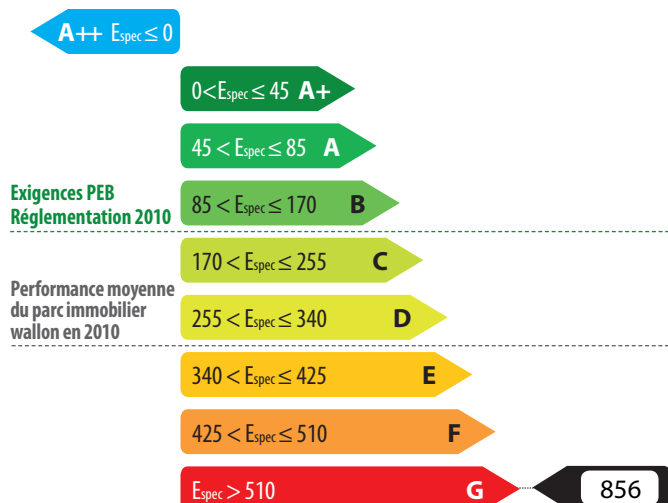 A++ Espec ≤ 0
0<Espec ≤ 45 A+
45 < Espec ≤ 85 A
Exigences PEB
Réglementation 2010
85 < Espec ≤ 170 B
170 < Espec ≤ 255 C
Performance moyenne
du parc immobilier
wallon en 2010
255 < Espec ≤ 340 D
340 < Espec ≤ 425 E
425 < Espec ≤ 510 F
Espec > 510 G 856